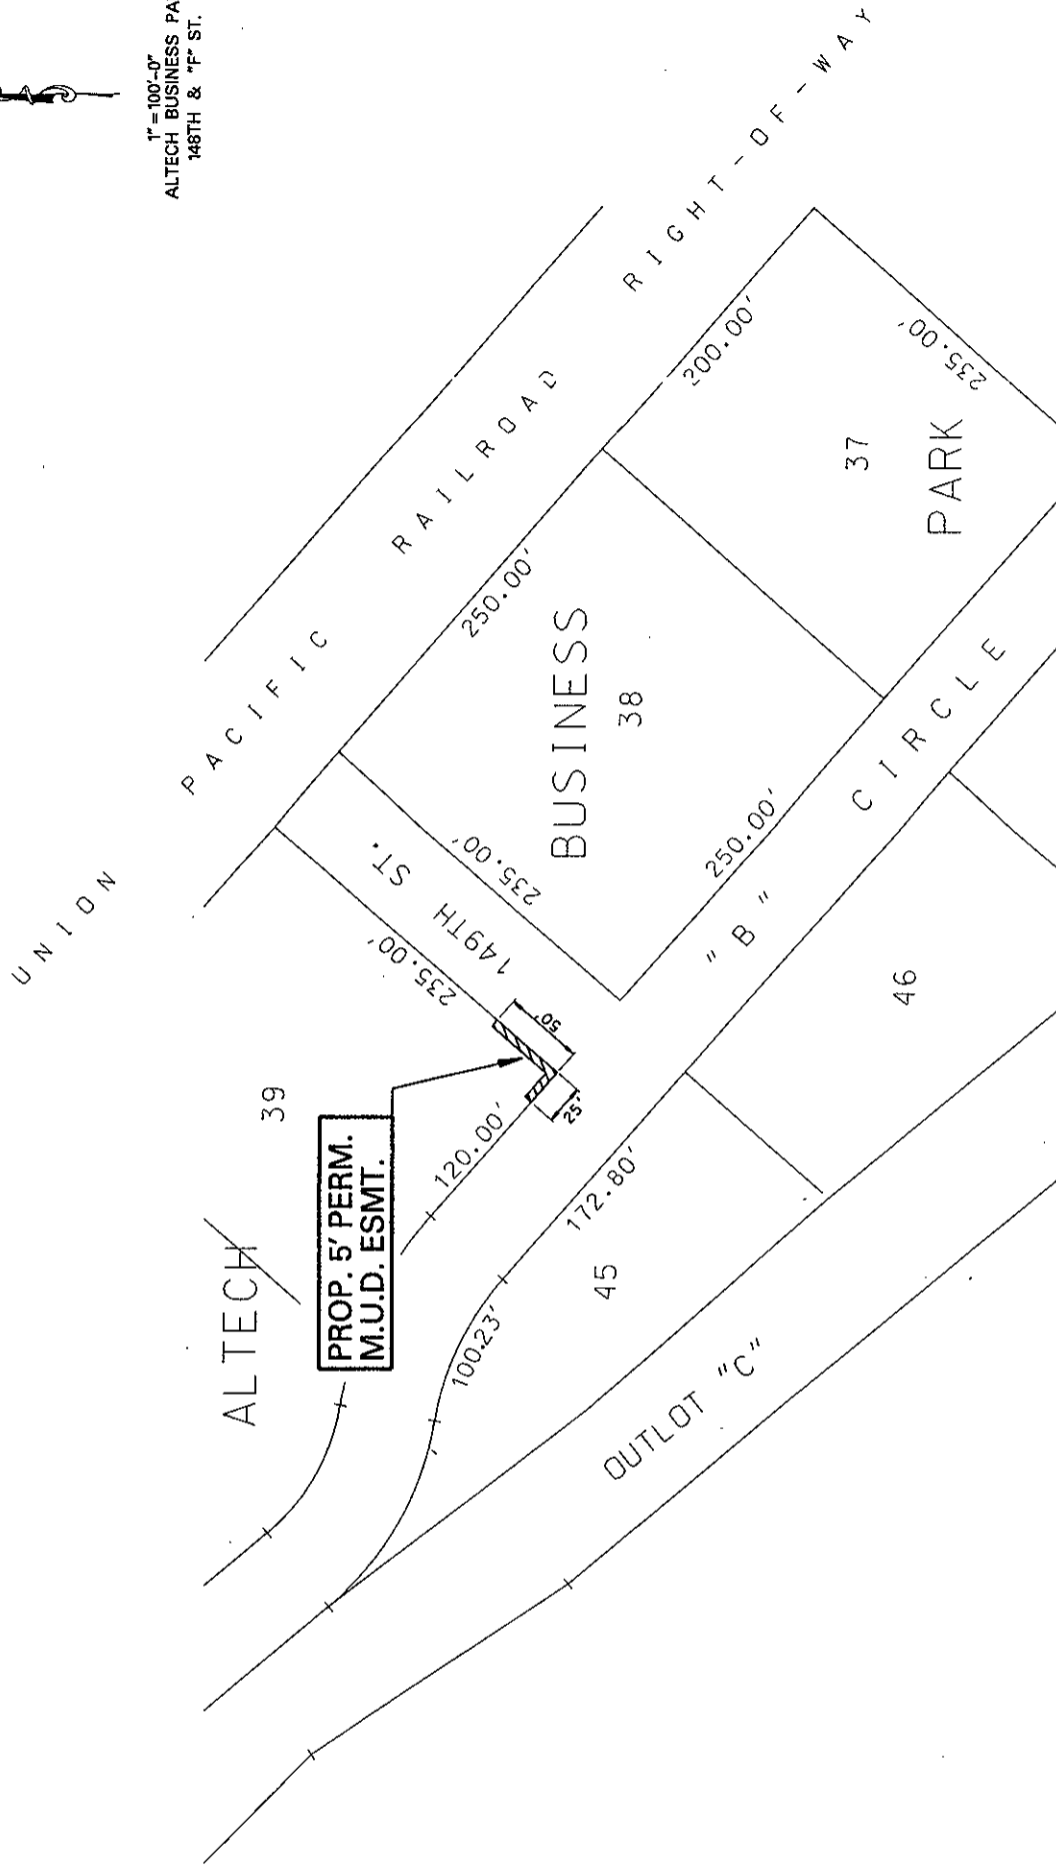 1"=100'-0"
ALTECH BUSINESS PA
148TH & "F" ST.
UNION PACIFIC RAILROAD RIGHT-OF-WAY
200.00'
235.00'
37
PARK
250.00'
BUSINESS
38
235.00'
250.00'
149TH ST.
235.00'
"B" CIRCLE
46
50'
25'
39
120.00'
PROP. 5' PERM.
M.U.D. ESMT.
172.80'
45
ALTECH
100.23'
OUTLOT "C"